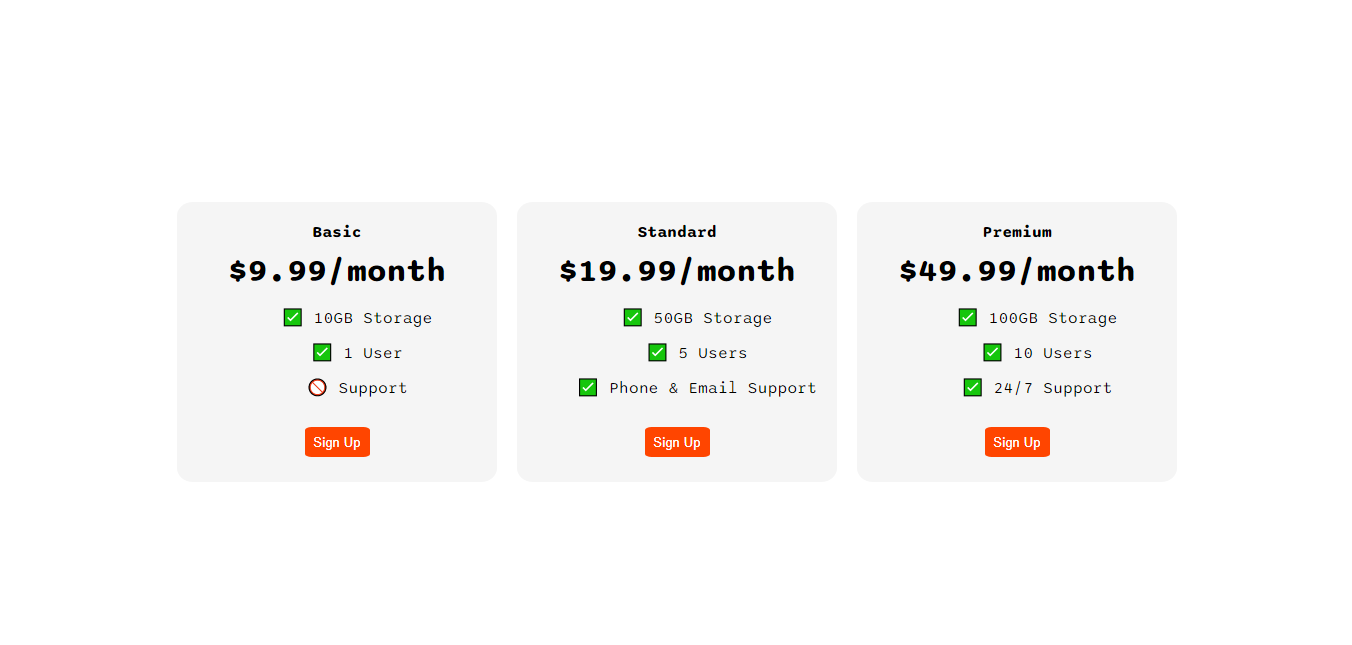 Basic
$9.99/month
✅ 10GB Storage
✅ 1 User
🚫 Support
Sign Up
Standard
$19.99/month
✅ 50GB Storage
✅ 5 Users
✅ Phone & Email Support
Sign Up
Premium
$49.99/month
✅ 100GB Storage
✅ 10 Users
✅ 24/7 Support
Sign Up